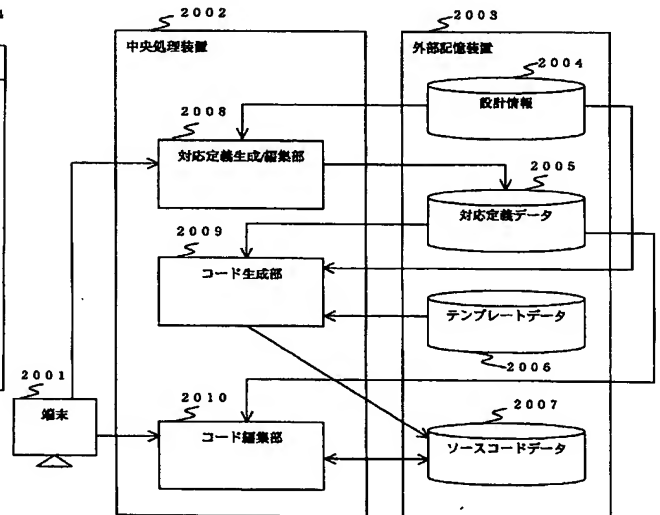 2002
中央処理装置
2003
外部記憶装置
2004
設計情報
2008
対応定義生成/編集部
2005
対応定義データ
2009
コード生成部
テンプレートデータ
2006
2001
端末
2010
コード編集部
2007
ソースコードデータ